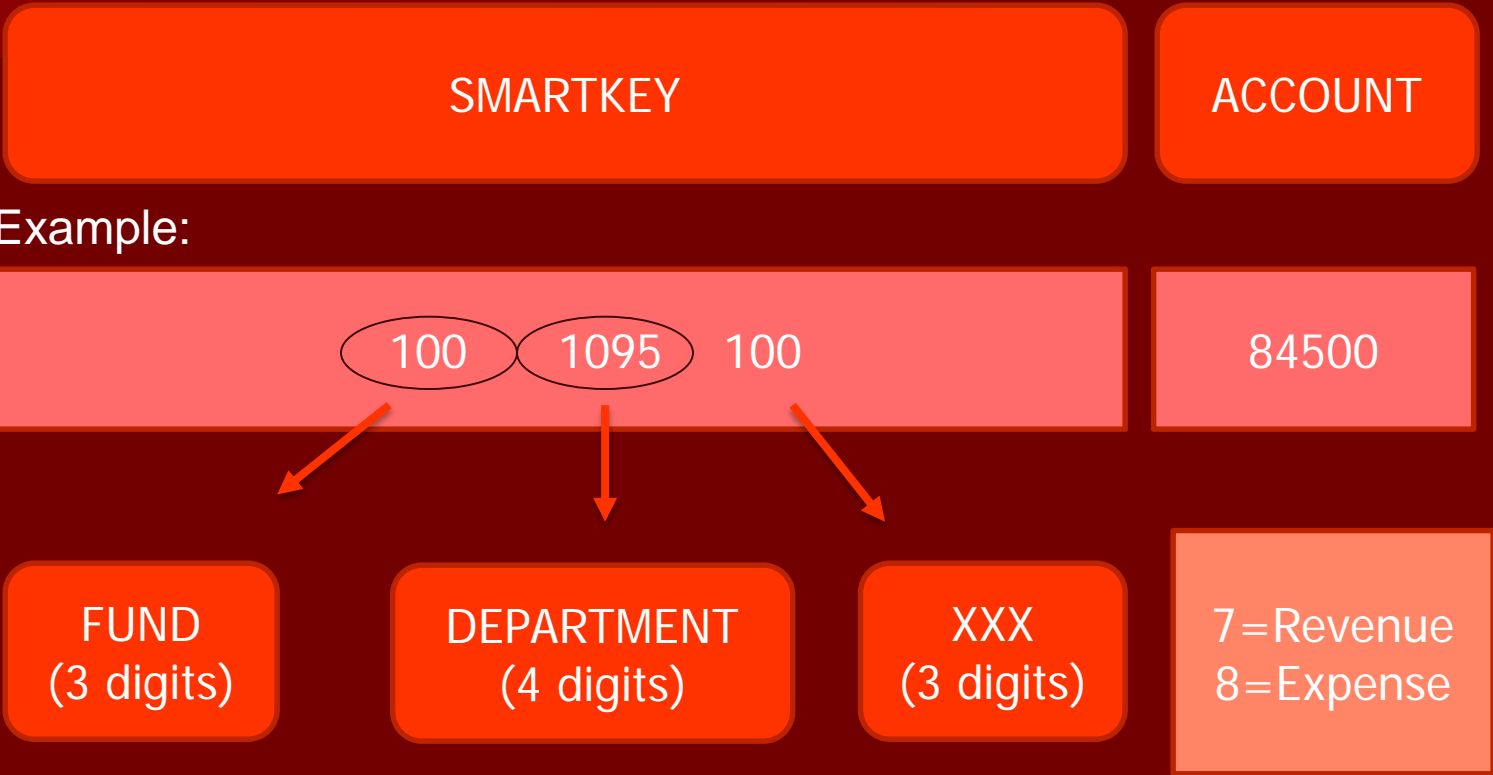 SMARTKEY ACCOUNT
Example:
100 1095 100 84500
FUND
(3 digits)
DEPARTMENT
(4 digits)
XXX
(3 digits)
7=Revenue
8=Expense